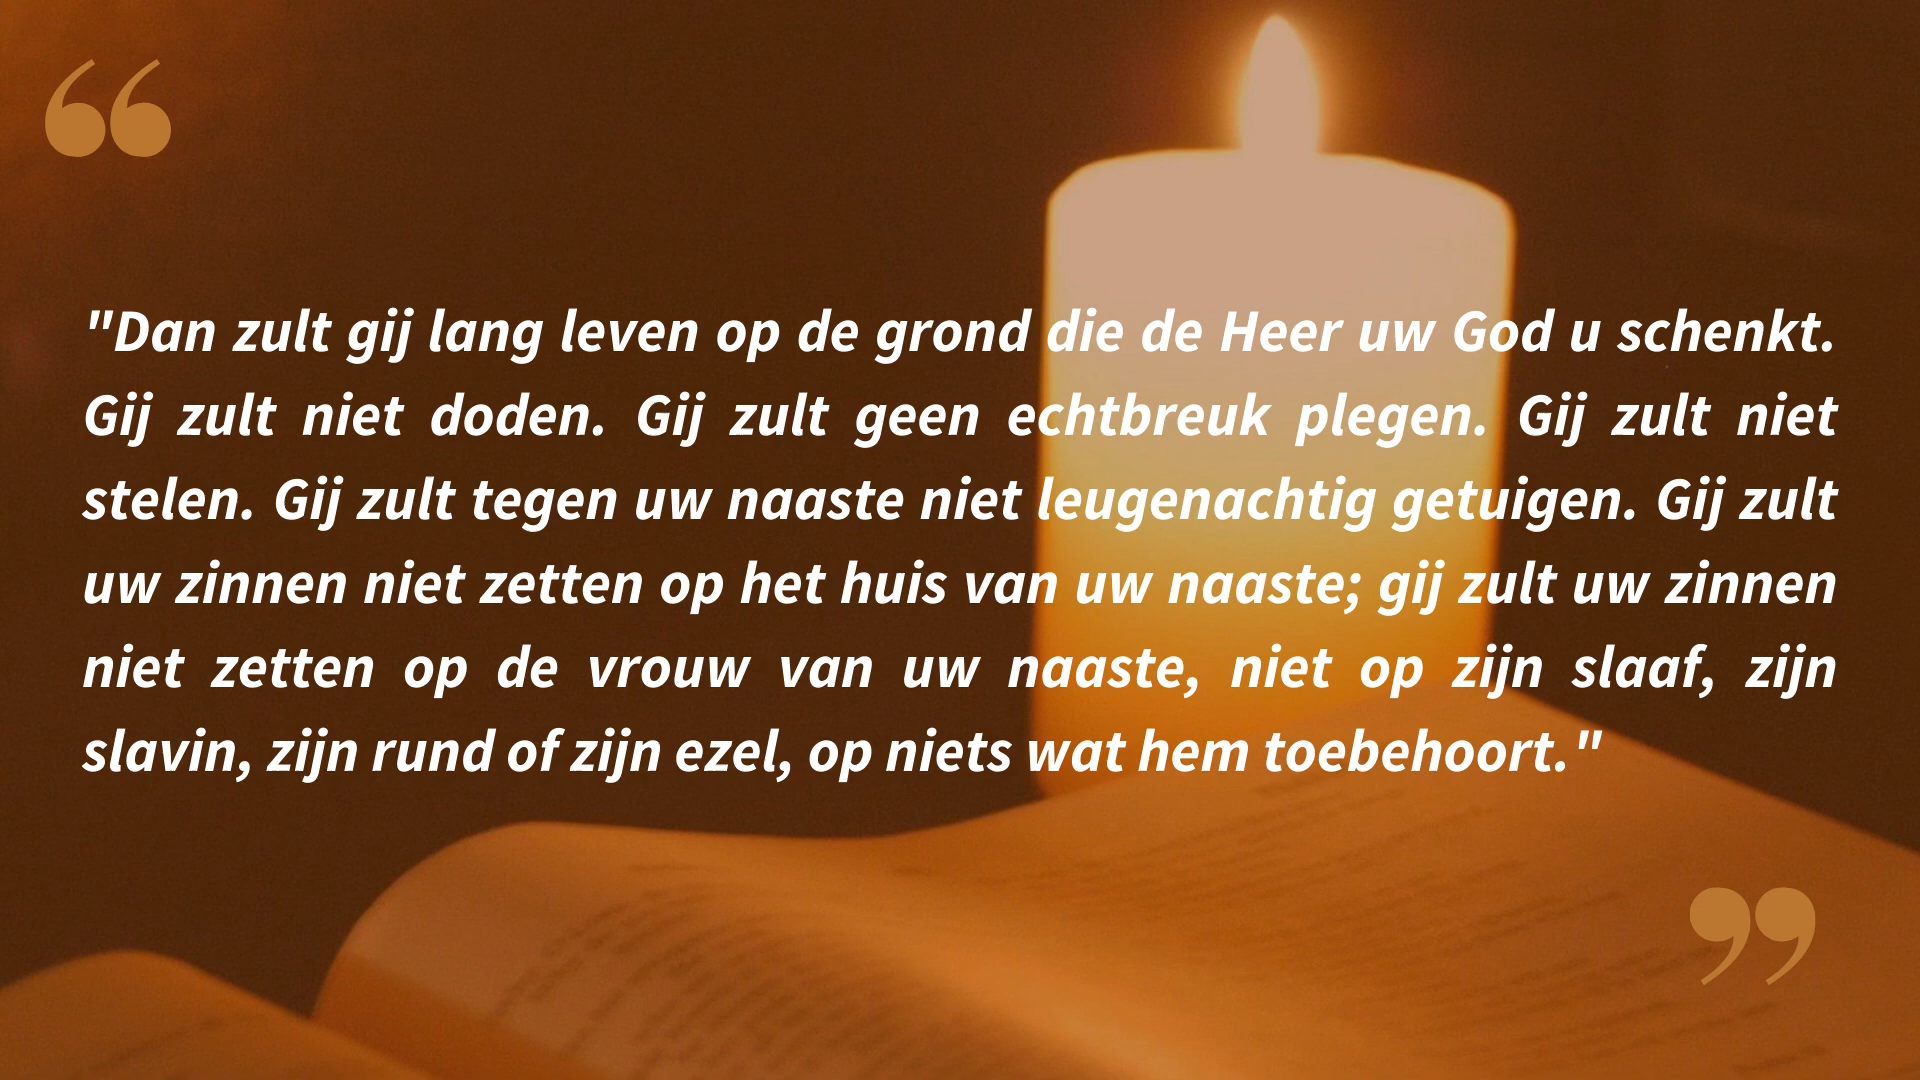 "Dan zult gij lang leven op de grond die de Heer uw God u schenkt.
Gij zult niet doden. Gij zult geen echtbreuk plegen. Gij zult niet
stelen. Gij zult tegen uw naaste niet leugenachtig getuigen. Gij zult
uw zinnen niet zetten op het huis van uw naaste; gij zult uw zinnen
niet zetten op de vrouw van uw naaste, niet op zijn slaaf, zijn
slavin, zijn rund of zijn ezel, op niets wat hem toebehoort."